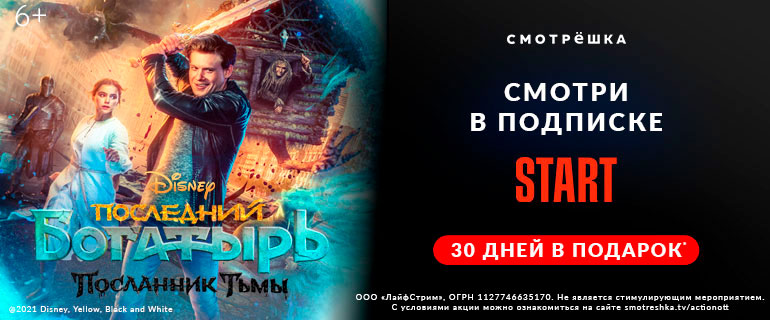 6+
Disney
ПОСЛЕДНИЙ
БОГАТЫРЬ
Посланник Тьмы
@2021 Disney, Yellow, Black and White
СМОТРЁШКА
СМОТРИ
В ПОДПИСКЕ
START
30 ДНЕЙ В ПОДАРОК*
ООО «ЛайфСтрим», ОГРН 1127746635170. Не является стимулирующим мероприятием.
С условиями акции можно ознакомиться на сайте smotreshka.tv/actionott